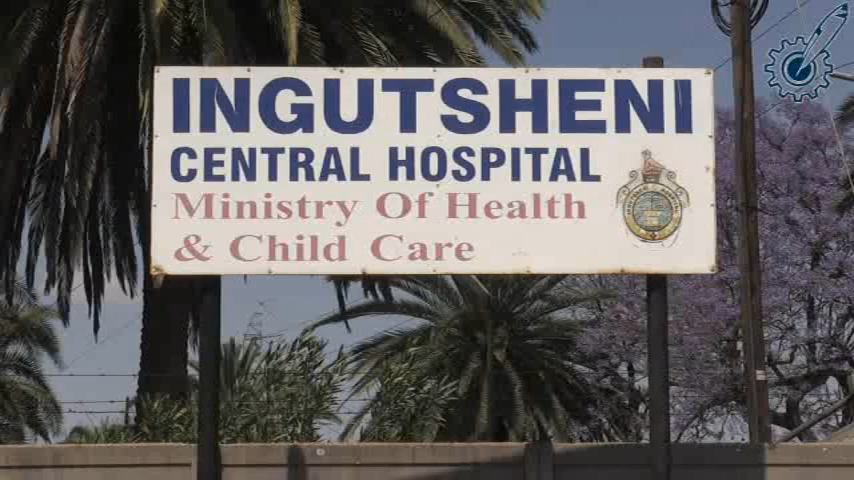 INGUTSHENI
CENTRAL HOSPITAL
Ministry Of Health
& Child Care